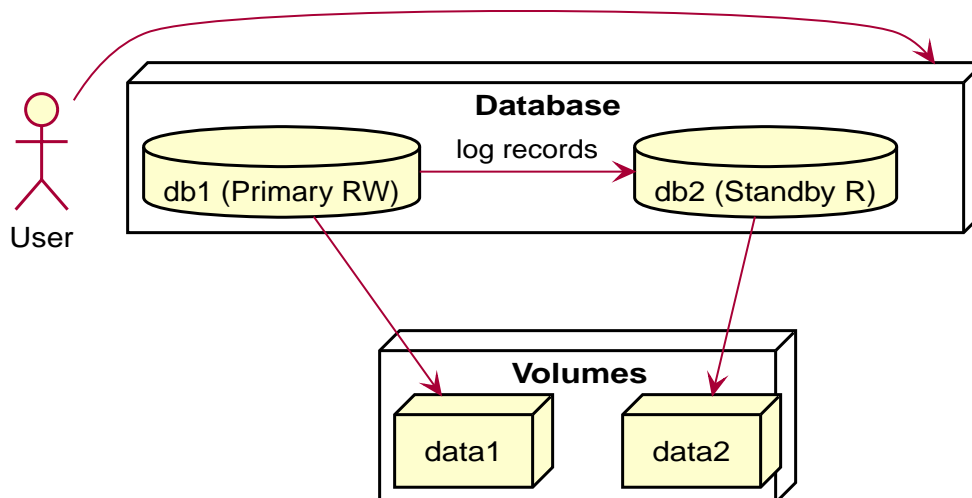 Database
log records
db1 (Primary RW)
db2 (Standby R)
User
Volumes
data1
data2